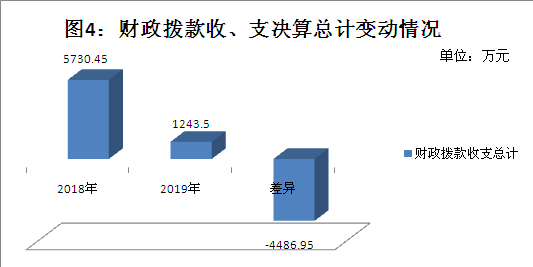 图4：财政拨款收、支决算总计变动情况
单位：万元
5730.45
1243.5
财政拨款收支总计
2018年
2019年
差异
-4486.95